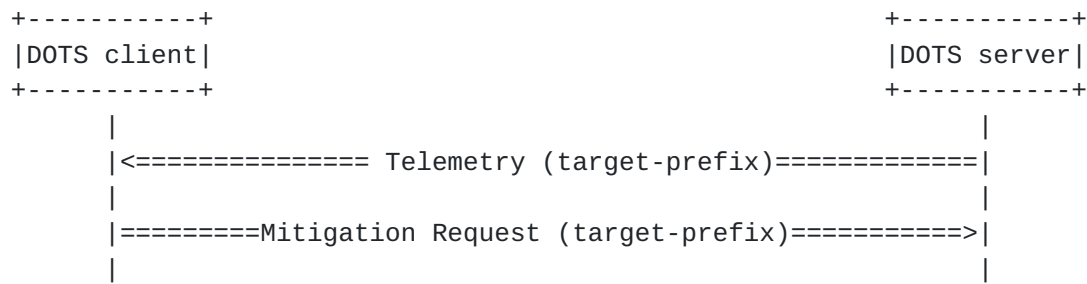 +-----------+                                        +-----------+
|DOTS client|                                        |DOTS server|
+-----------+                                        +-----------+
      |                                                    |
      |<=============== Telemetry (target-prefix)=============|
      |                                                    |
      |=========Mitigation Request (target-prefix)===========>|
      |                                                    |